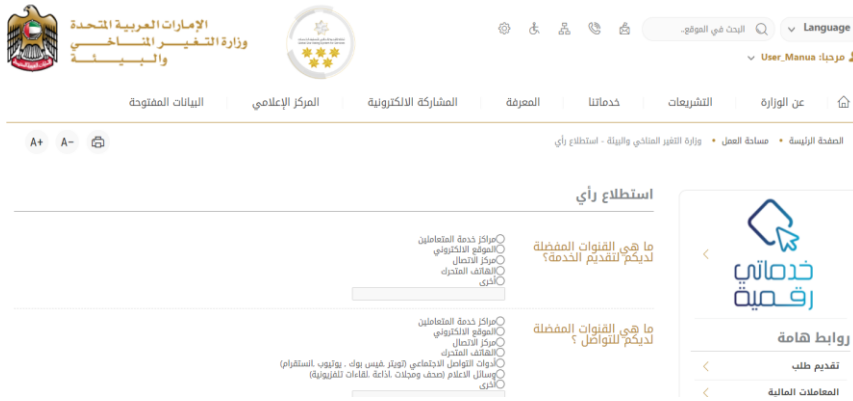 الإمارات العربية المتحدة
وزارة التغيـــر المنـــاخـــــي
والـبـــيـــئـــــة
البحث في الموقع..
Language
مرحبا: User_Manua
عن الوزارة
التشريعات
خدماتنا
المعرفة
المشاركة الالكترونية
المركز الإعلامي
البيانات المفتوحة
الصفحة الرئيسة • مساحة العمل • وزارة التغير المناخي والبيئة - استطلاع رأي
A- A+
خدماتي
رقمية
روابط هامة
تقديم طلب
المعاملات المالية
استطلاع رأي
ما هي القنوات المفضلة
لديكم لتقديم الخدمة؟
مراكز خدمة المتعاملين
الموقع الالكتروني
مركز الاتصال
الهاتف المتحرك
أخرى
ما هي القنوات المفضلة
لديكم للتواصل ؟
مراكز خدمة المتعاملين
الموقع الالكتروني
مركز الاتصال
الهاتف المتحرك
أدوات التواصل الاجتماعي (تويتر ,فيس بوك , يوتيوب ,انستقرام)
وسائل الاعلام (صحف ومجلات ,اذاعة ,لقاءات تلفزيونية)
أخرى